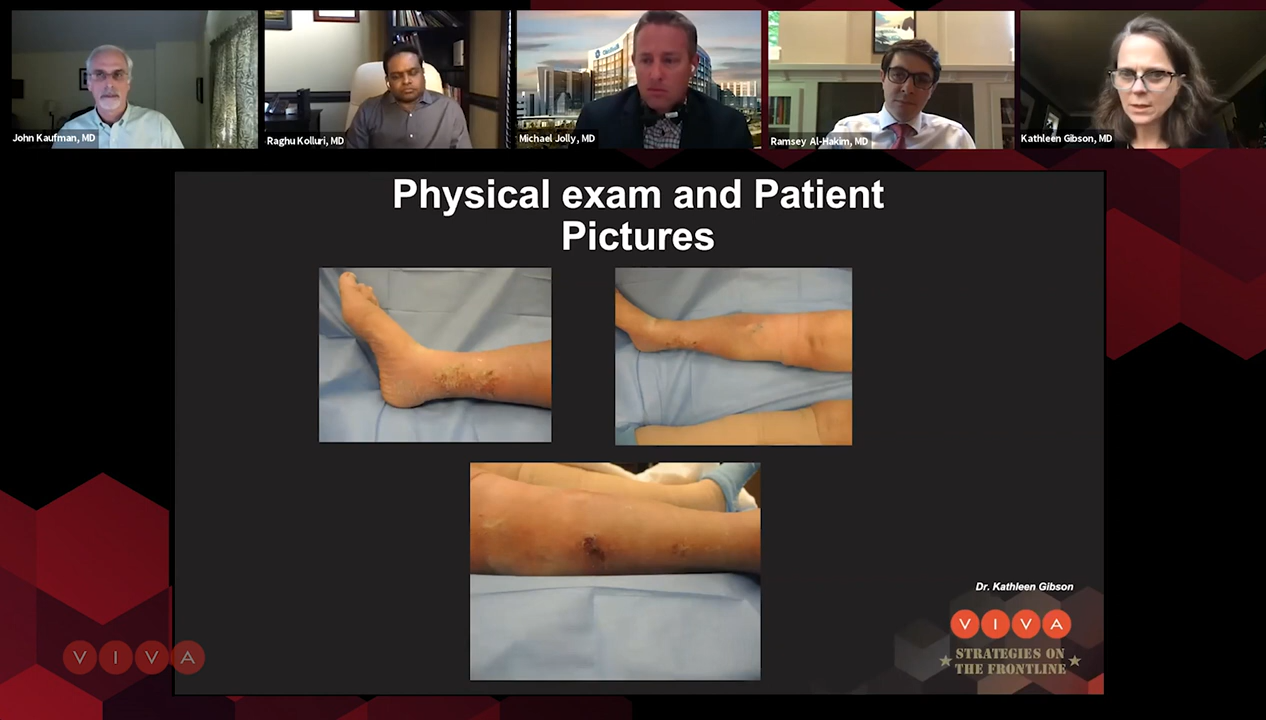 John Kaufman, MD
Raghu Kolluri, MD
Michael Jolly, MD
Ramsey Al-Hakim, MD
Kathleen Gibson, MD
Physical exam and Patient
Pictures
Dr. Kathleen Gibson
VIVA
STRATEGIES ON
THE FRONTLINE
VIVA